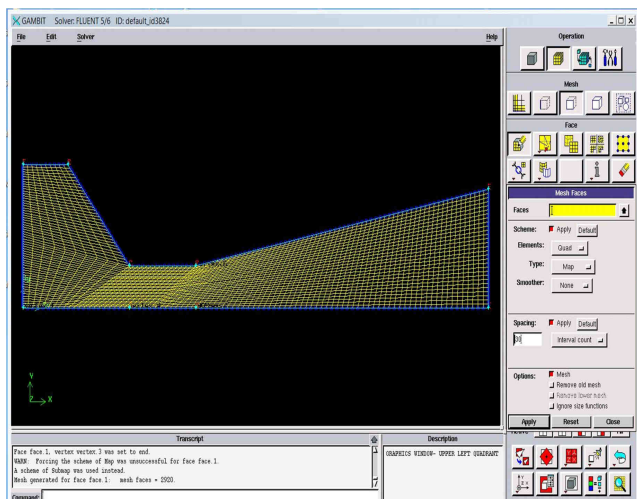 GAMBIT Solver: FLUENT 5/6 ID: default_id3824
File Edit Solver Help
Operation
Mesh
Face
Mesh Faces
Faces
Scheme: Apply Default
Elements: Quad
Type: Map
Smoother: None
Spacing: Apply Default
Interval count
Options: Mesh
Remove old mesh
Remove lower mesh
Ignore size functions
Apply Reset Close
Y
Z X
Transcript
Face face.1, vertex vertex.3 was set to end.
WARN: Forcing the scheme of Map was unsuccessful for face face.1.
A scheme of Submap was used instead.
Mesh generated for face face.1: mesh faces = 2920.
Command:
Description
GRAPHICS WINDOW- UPPER LEFT QUADRANT